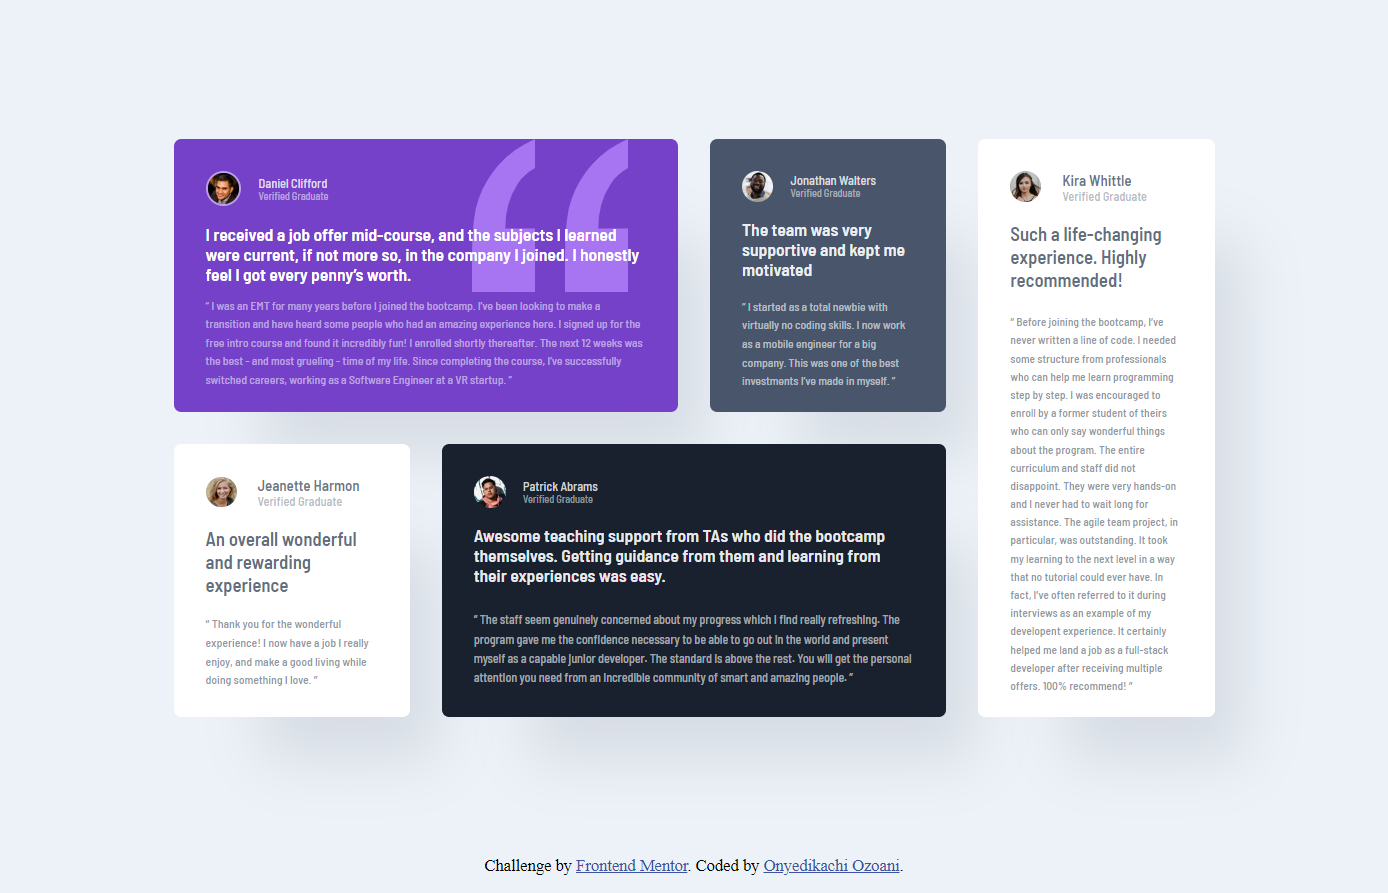 Daniel Clifford
Verified Graduate
I received a job offer mid-course, and the subjects I learned
were current, if not more so, in the company I joined. I honestly
feel I got every penny’s worth.
“ I was an EMT for many years before I joined the bootcamp. I’ve been looking to make a
transition and have heard some people who had an amazing experience here. I signed up for the
free intro course and found it incredibly fun! I enrolled shortly thereafter. The next 12 weeks was
the best - and most grueling - time of my life. Since completing the course, I’ve successfully
switched careers, working as a Software Engineer at a VR startup. ”
Jonathan Walters
Verified Graduate
The team was very
supportive and kept me
motivated
“ I started as a total newbie with
virtually no coding skills. I now work
as a mobile engineer for a big
company. This was one of the best
investments I’ve made in myself. ”
Kira Whittle
Verified Graduate
Such a life-changing
experience. Highly
recommended!
“ Before joining the bootcamp, I’ve
never written a line of code. I needed
some structure from professionals
who can help me learn programming
step by step. I was encouraged to
enroll by a former student of theirs
who can only say wonderful things
about the program. The entire
curriculum and staff did not
disappoint. They were very hands-on
and I never had to wait long for
assistance. The agile team project, in
particular, was outstanding. It took
my learning to the next level in a way
that no tutorial could ever have. In
fact, I’ve often referred to it during
interviews as an example of my
developent experience. It certainly
helped me land a job as a full-stack
developer after receiving multiple
offers. 100% recommend! ”
Jeanette Harmon
Verified Graduate
An overall wonderful
and rewarding
experience
“ Thank you for the wonderful
experience! I now have a job I really
enjoy, and make a good living while
doing something I love. ”
Patrick Abrams
Verified Graduate
Awesome teaching support from TAs who did the bootcamp
themselves. Getting guidance from them and learning from
their experiences was easy.
“ The staff seem genuinely concerned about my progress which I find really refreshing. The
program gave me the confidence necessary to be able to go out in the world and present
myself as a capable junior developer. The standard is above the rest. You will get the personal
attention you need from an incredible community of smart and amazing people. ”
Challenge by Frontend Mentor. Coded by Onyedikachi Ozoani.